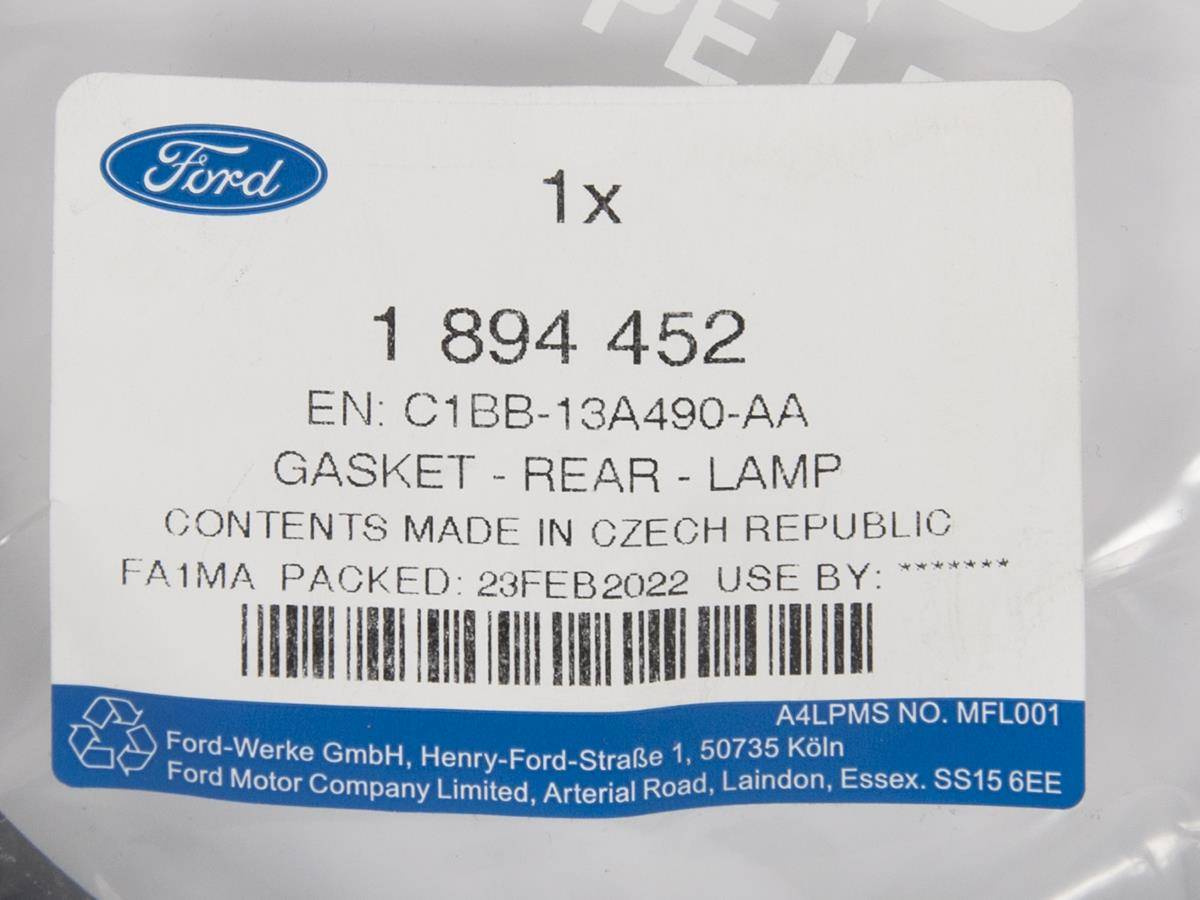 PE
Ford
1x
1 894 452
EN: C1BB-13A490-AA
GASKET - REAR - LAMP
CONTENTS MADE IN CZECH REPUBLIC
FA1MA PACKED: 23FEB2022 USE BY: *******
A4LPMS NO. MFL001
Ford-Werke GmbH, Henry-Ford-Straße 1, 50735 Köln
Ford Motor Company Limited, Arterial Road, Laindon, Essex. SS15 6EE